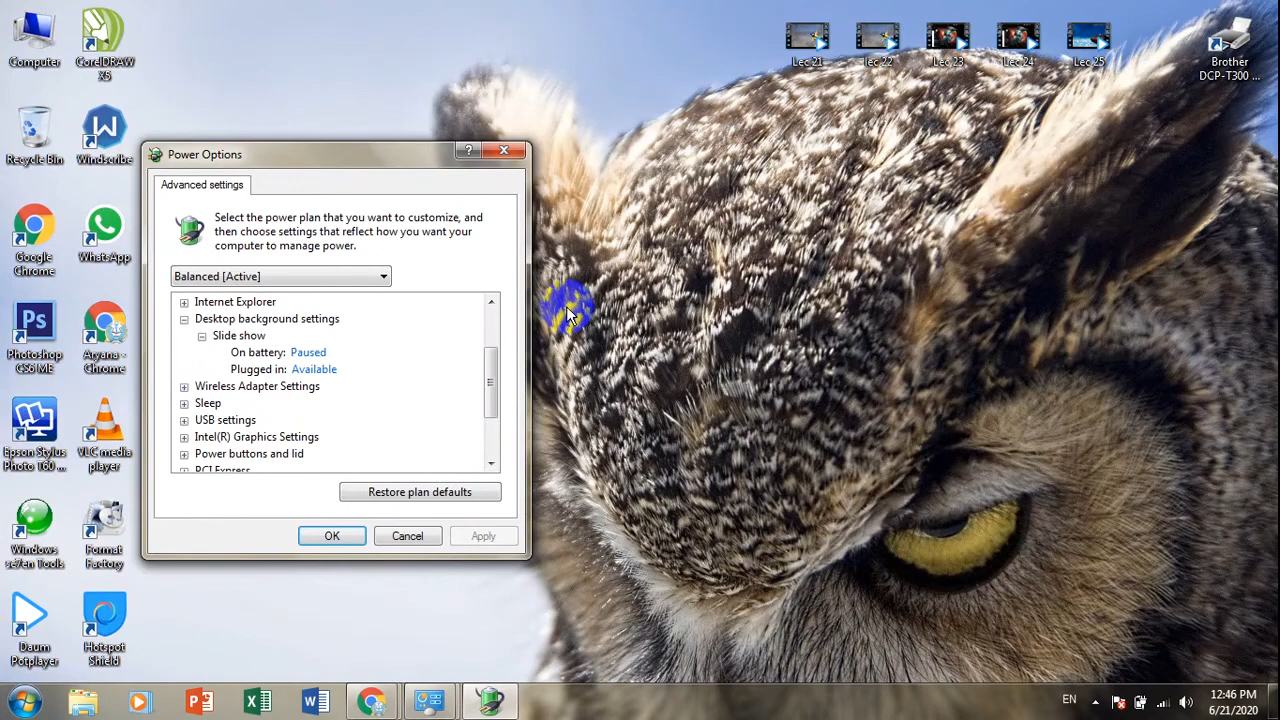 Computer
CorelDRAW
X5
Lec 21
lec 22
Lec 23
Lec 24
Lec 25
Brother
DCP-T300 ...
Recycle Bin
Windscribe
Google
Chrome
WhatsApp
Ps
Photoshop
CS6 ME
Aryana -
Chrome
Epson Stylus
Photo T60 ...
VLC media
player
Windows
se7en Tools
Format
Factory
Daum
Potplayer
Hotspot
Shield
Power Options
?
Advanced settings
Select the power plan that you want to customize, and
then choose settings that reflect how you want your
computer to manage power.
Balanced [Active]
Internet Explorer
Desktop background settings
Slide show
On battery: Paused
Plugged in: Available
Wireless Adapter Settings
Sleep
USB settings
Intel(R) Graphics Settings
Power buttons and lid
PCI Express
Restore plan defaults
OK
Cancel
Apply
EN
12:46 PM
6/21/2020